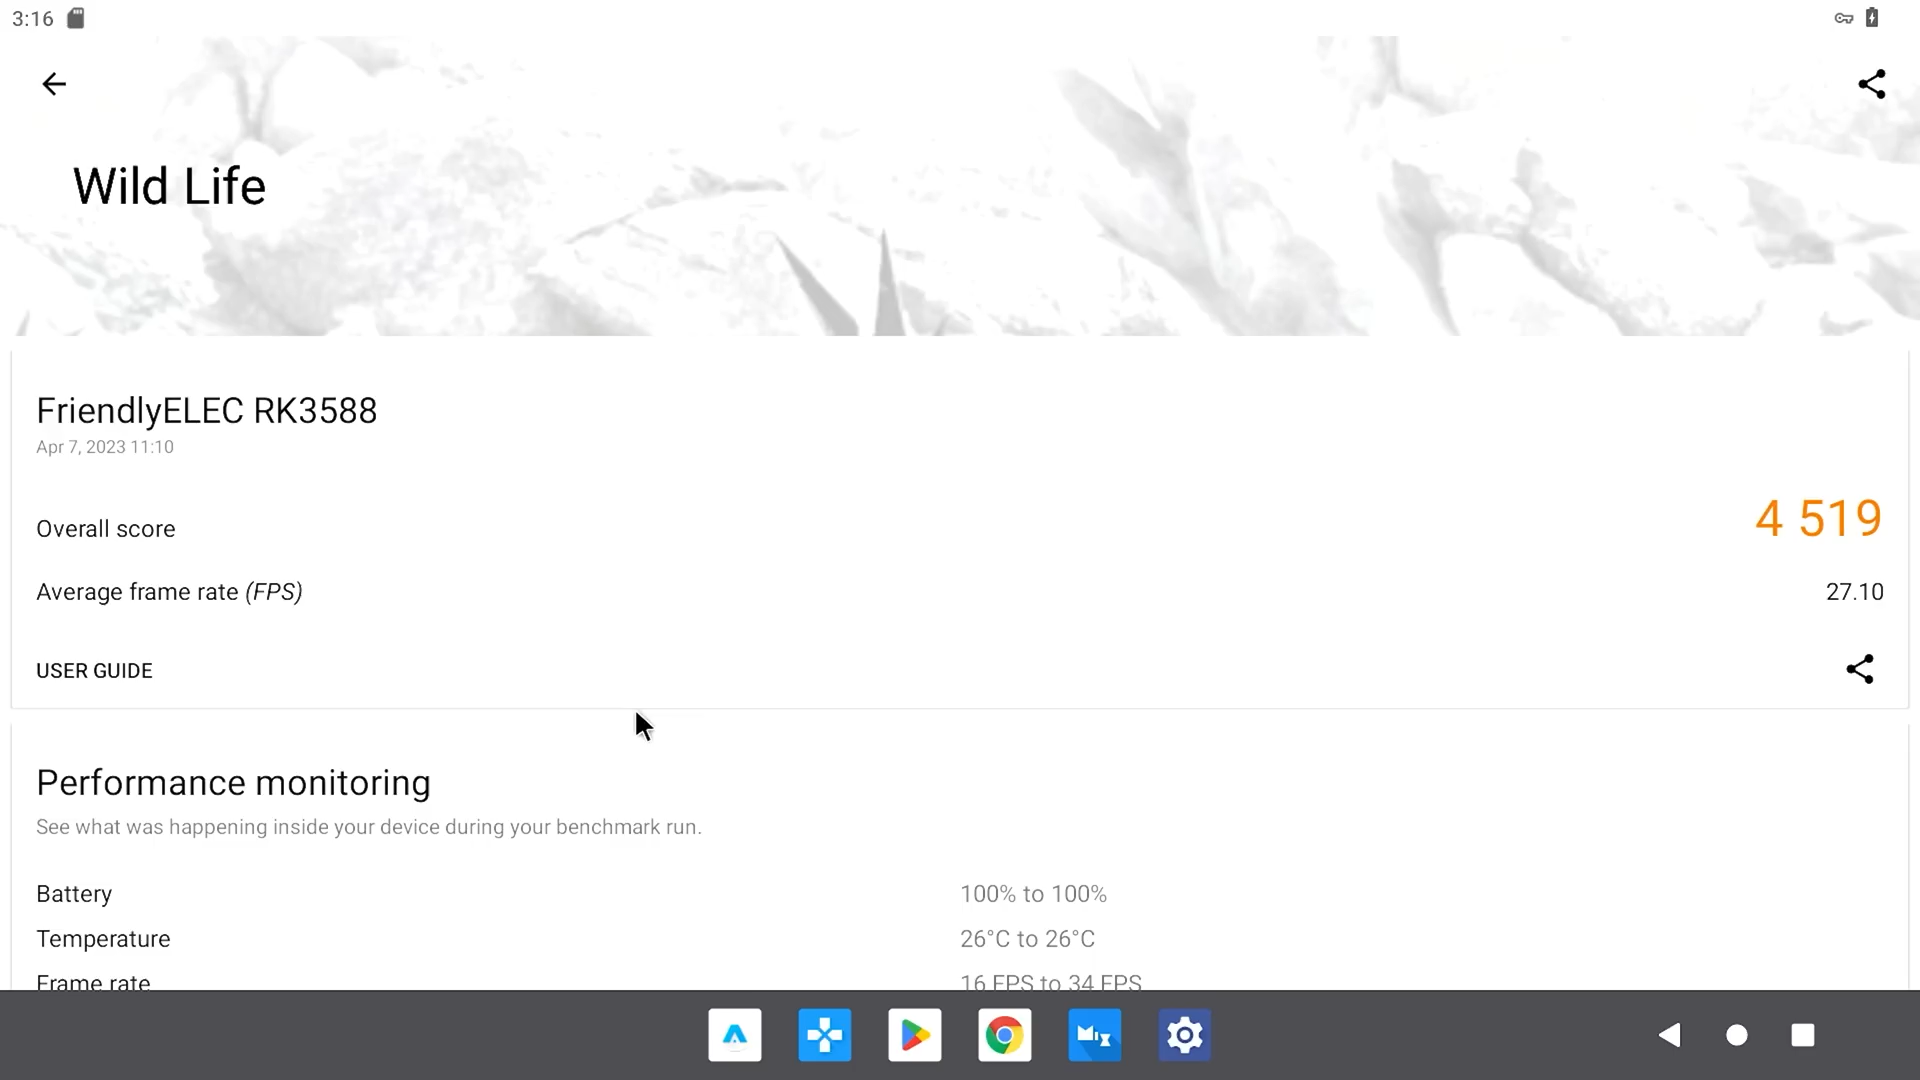 3:16
Wild Life
FriendlyELEC RK3588
Apr 7, 2023 11:10
Overall score
4 519
Average frame rate (FPS)
27.10
USER GUIDE
Performance monitoring
See what was happening inside your device during your benchmark run.
Battery
100% to 100%
Temperature
26°C to 26°C
Frame rate
16 FPS to 34 FPS